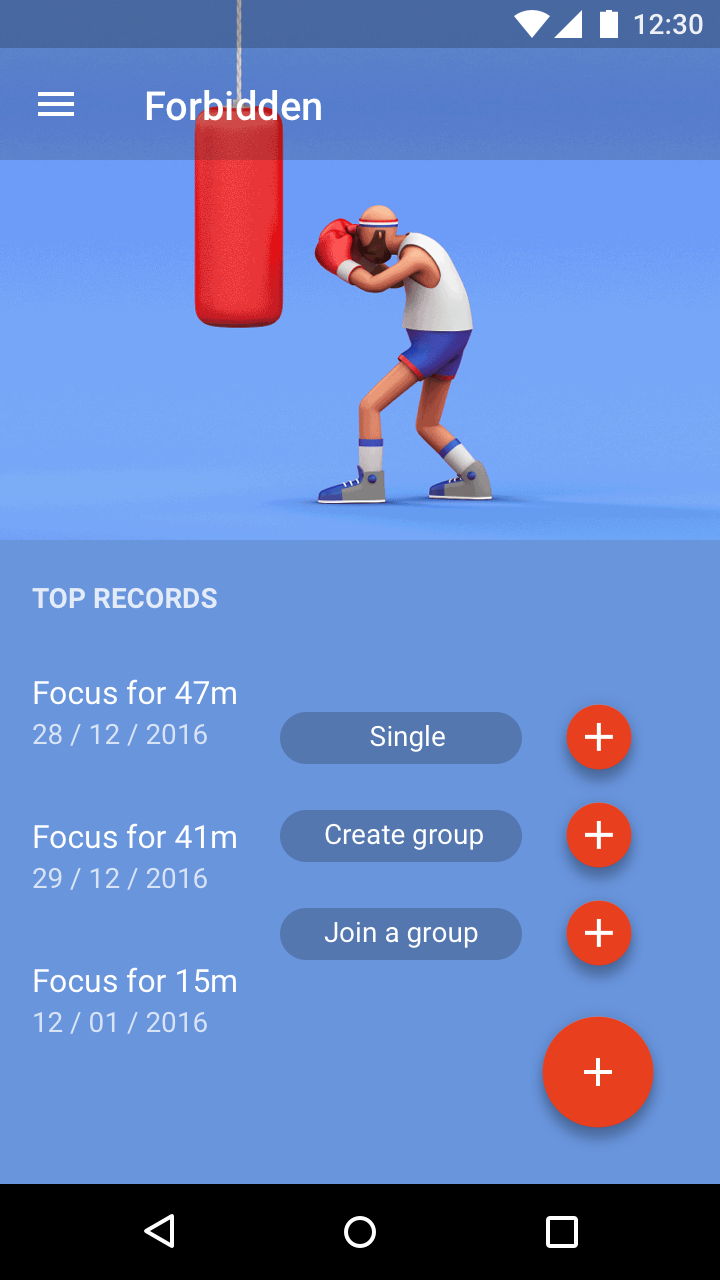 12:30
Forbidden
TOP RECORDS
Focus for 47m
28 / 12 / 2016
Single
Focus for 41m
29 / 12 / 2016
Create group
Join a group
Focus for 15m
12 / 01 / 2016